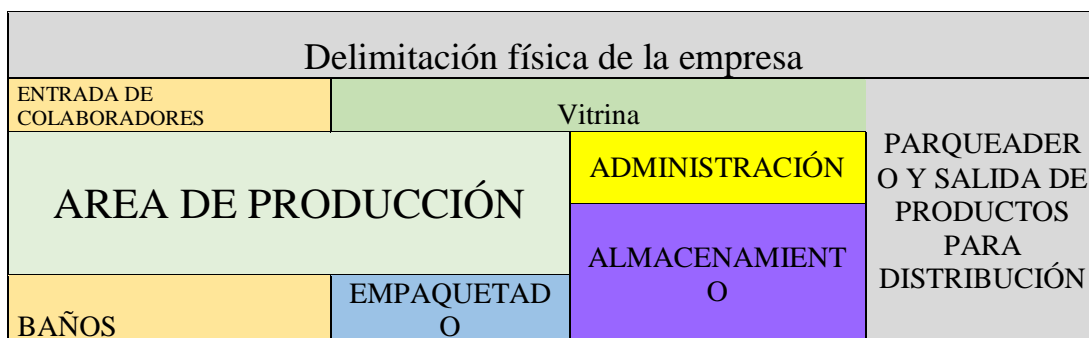 Delimitación física de la empresa
ENTRADA DE
COLABORADORES
Vitrina
AREA DE PRODUCCIÓN
ADMINISTRACIÓN
PARQUEADER
O Y SALIDA DE
PRODUCTOS
PARA
DISTRIBUCIÓN
ALMACENAMIENT
O
BAÑOS
EMPAQUETAD
O